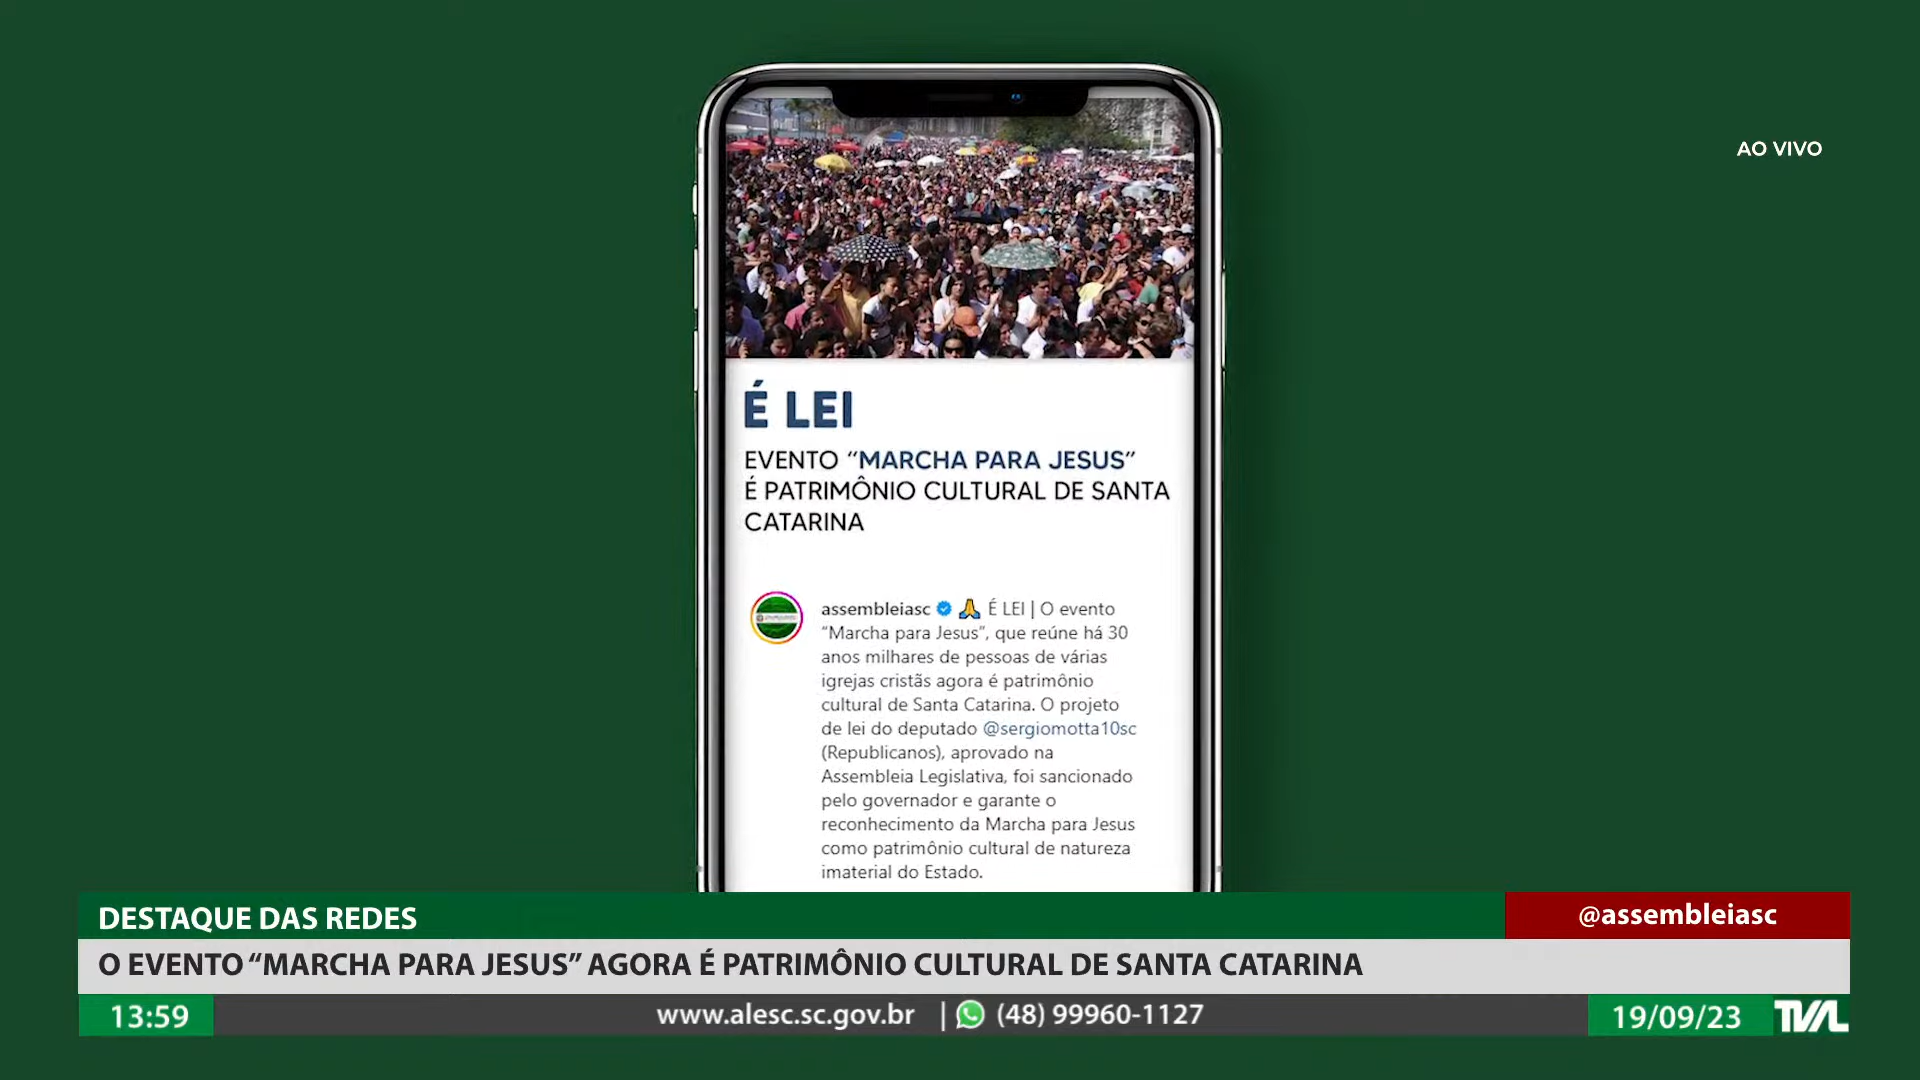 AO VIVO
É LEI
EVENTO “MARCHA PARA JESUS”
É PATRIMÔNIO CULTURAL DE SANTA
CATARINA
assembleiasc 🙏 É LEI | O evento
“Marcha para Jesus”, que reúne há 30
anos milhares de pessoas de várias
igrejas cristãs agora é patrimônio
cultural de Santa Catarina. O projeto
de lei do deputado @sergiomotta10sc
(Republicanos), aprovado na
Assembleia Legislativa, foi sancionado
pelo governador e garante o
reconhecimento da Marcha para Jesus
como patrimônio cultural de natureza
imaterial do Estado.
DESTAQUE DAS REDES
@assembleiasc
O EVENTO “MARCHA PARA JESUS” AGORA É PATRIMÔNIO CULTURAL DE SANTA CATARINA
13:59
www.alesc.sc.gov.br | (48) 99960-1127
19/09/23
TVAL